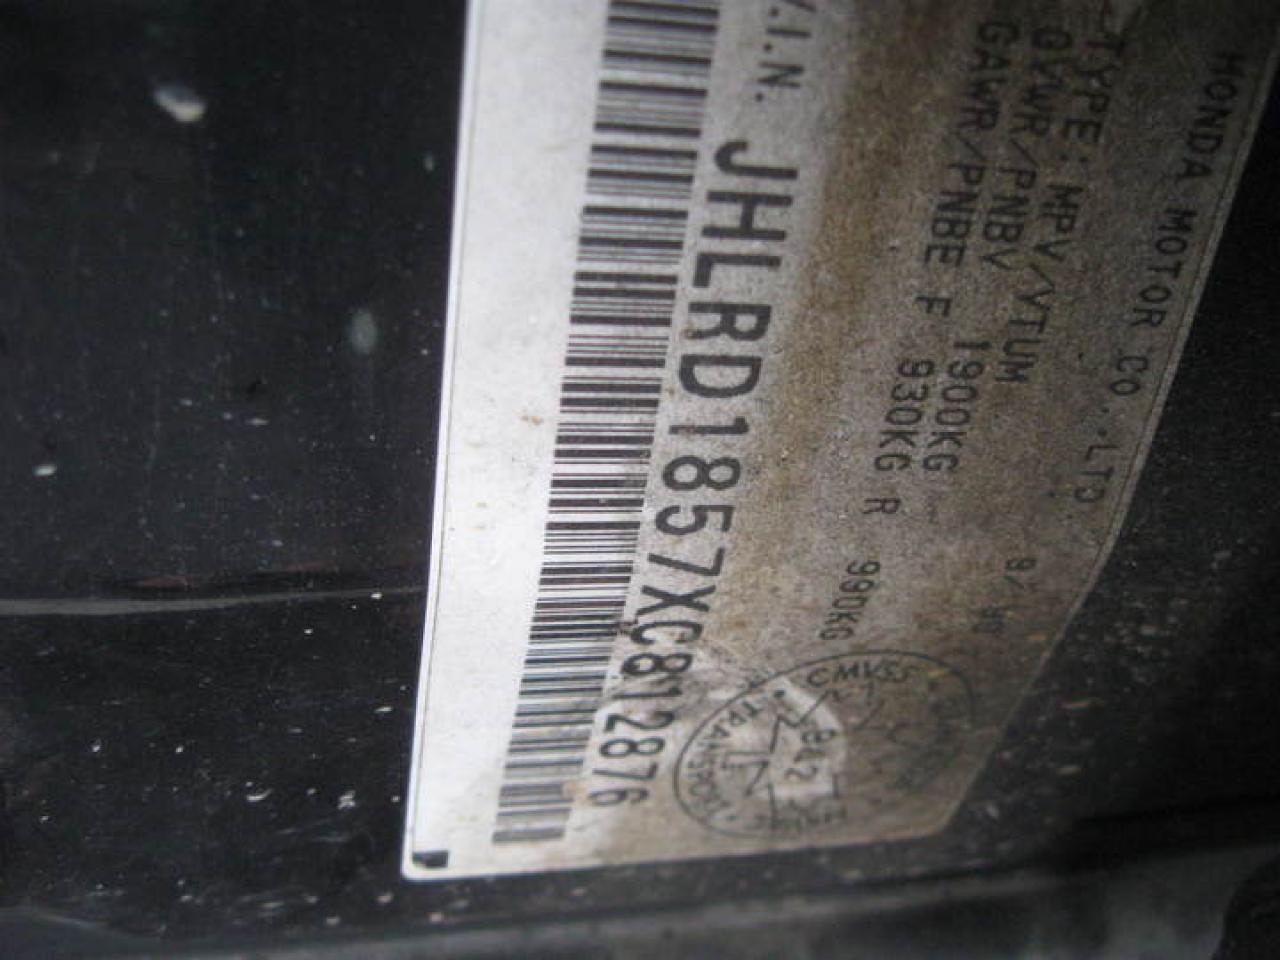 HONDA MOTOR CO.,LTD.
TYPE: MPV/VTUM
GVWR/PNBV 1900KG
GAWR/PNBE F 930KG R 990KG
V.I.N.
JHLRD1857XC812876
CMVSS
TRANSPORT